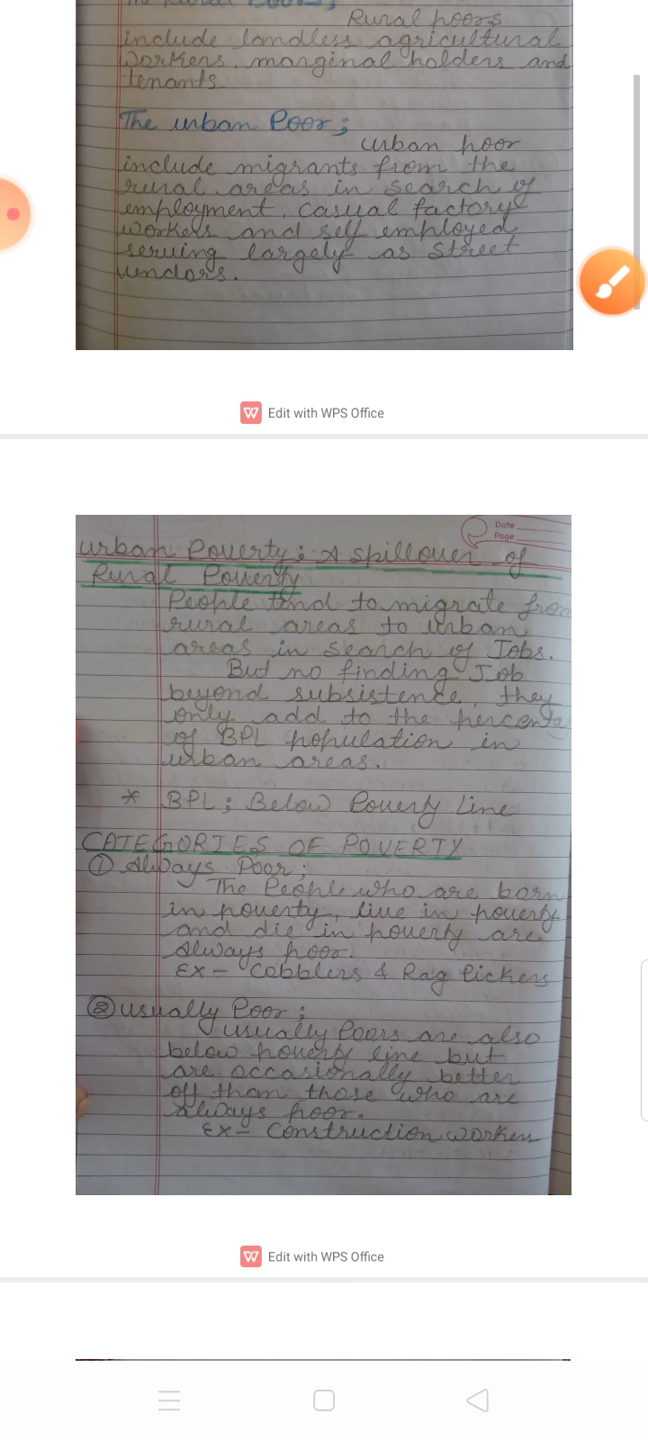 The Rural Poor;
Rural poors
include landless agricultural
workers, marginal holders and
tenants
The urban Poor;
urban poor
include migrants from the
rural areas in search of
employment, casual factory
workers and self employed
serving largely as street
vendors.
Edit with WPS Office
Date
Page
Urban Poverty; A spillover of
Rural Poverty
People tend to migrate from
rural areas to urban
areas in search of Jobs.
But no finding Job
beyond subsistence, they
only add to the percenta
of BPL population in
urban areas.
* BPL; Below Poverty Line
CATEGORIES OF POVERTY
① Always Poor;
The People who are born
in poverty, live in poverty
and die in poverty are
always poor.
Ex- Cobblers & Rag Pickers
② Usually Poor;
usually Poors are also
below poverty line but
are occasionally better
off than those who are
always poor.
Ex- Construction workers
Edit with WPS Office